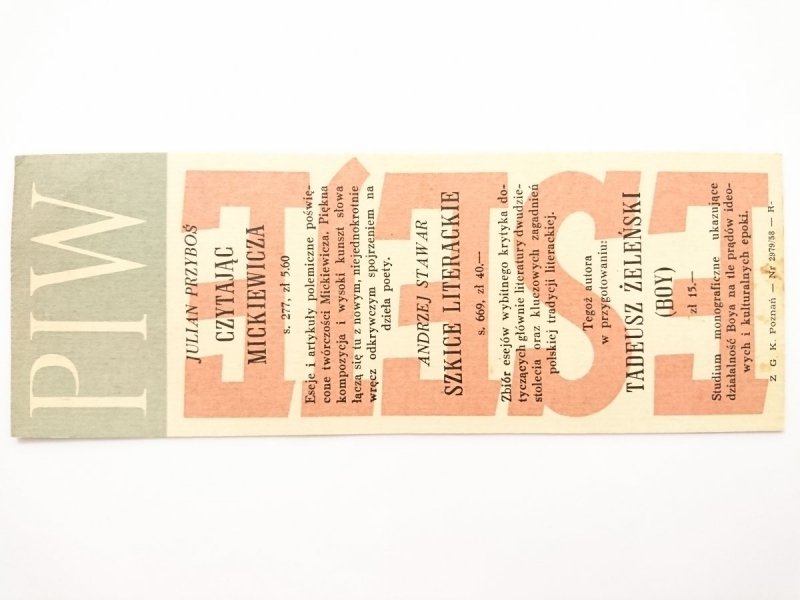 PIW
ESEJE
JULIAN PRZYBOŚ
CZYTAJĄC
MICKIEWICZA
s. 277, zł 5.60
Eseje i artykuły polemiczne poświę-
cone twórczości Mickiewicza. Piękna
kompozycja i wysoki kunszt słowa
łączą się tu z nowym, niejednokrotnie
wręcz odkrywczym spojrzeniem na
dzieła poety.
ANDRZEJ STAWAR
SZKICE LITERACKIE
s. 669, zł 40.—
Zbiór esejów wybitnego krytyka do-
tyczących głównie literatury dwudzie-
stolecia oraz kluczowych zagadnień
polskiej tradycji literackiej.
Tegoż autora
w przygotowaniu:
TADEUSZ ŻELEŃSKI
(BOY)
zł 15.—
Studium monograficzne ukazujące
działalność Boya na tle prądów ideo-
wych i kulturalnych epoki.
Z G K. Poznań — Nr 2979/58 — R-